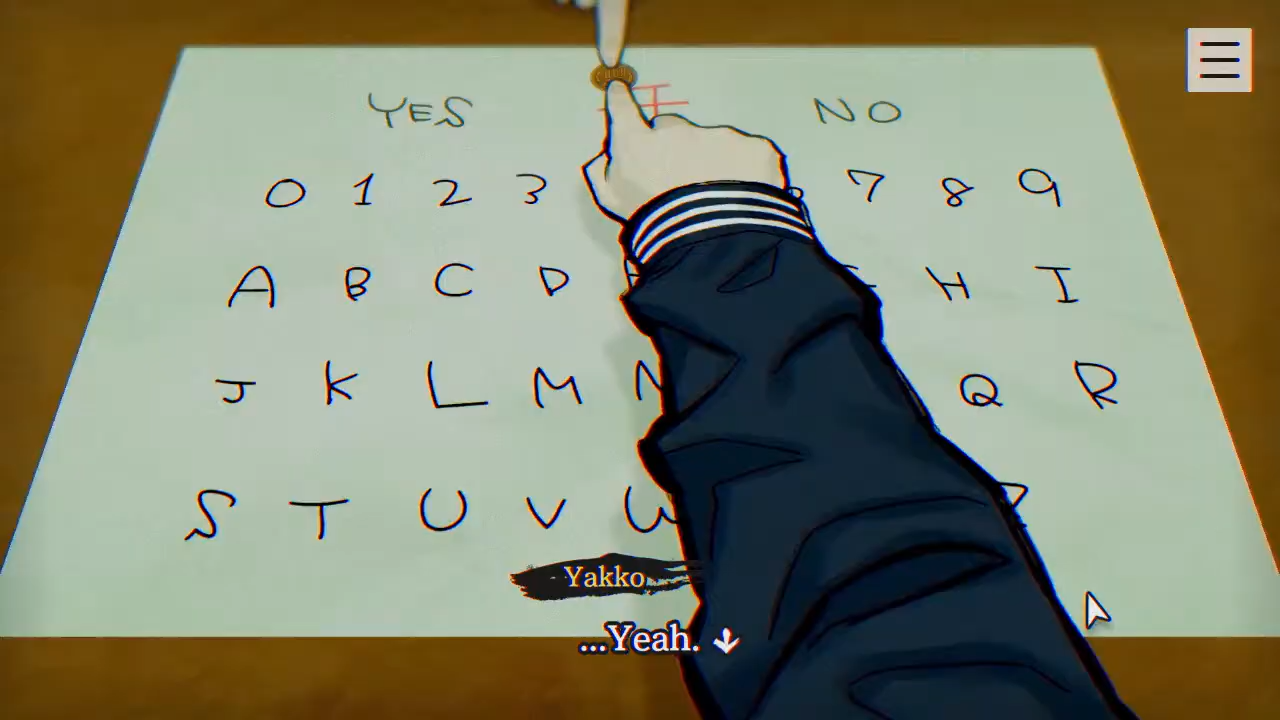 YES NO
0 1 2 3 7 8 9
A B C D H I
J K L M N Q R
S T U V W
Yakko
...Yeah.